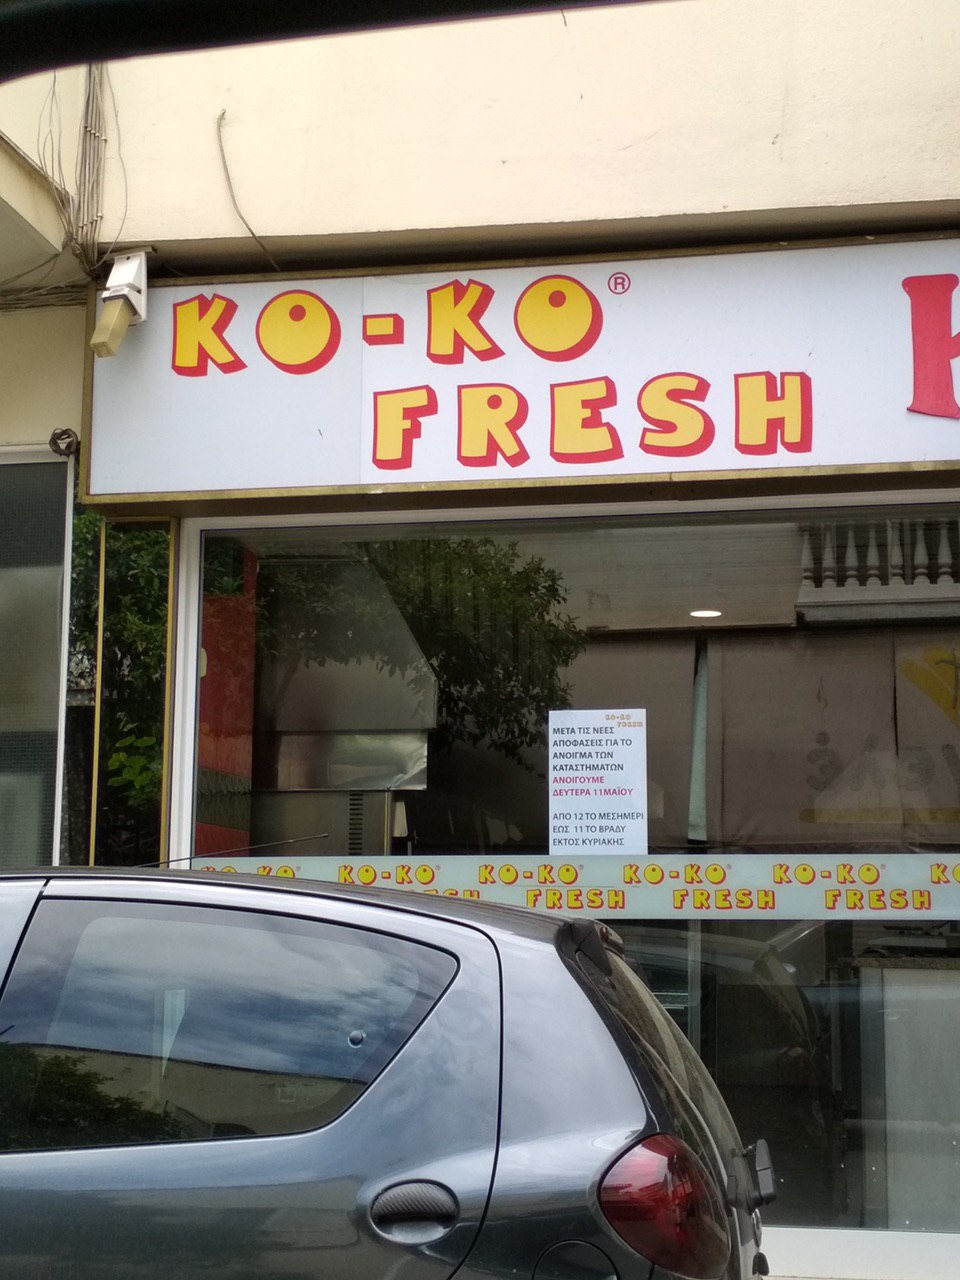 KO-KO®
FRESH
ΜΕΤΑ ΤΙΣ ΝΕΕΣ
ΑΠΟΦΑΣΕΙΣ ΓΙΑ ΤΟ
ΑΝΟΙΓΜΑ ΤΩΝ
ΚΑΤΑΣΤΗΜΑΤΩΝ
ΑΝΟΙΓΟΥΜΕ
ΔΕΥΤΕΡΑ 11ΜΑΪΟΥ
ΑΠΟ 12 ΤΟ ΜΕΣΗΜΕΡΙ
ΕΩΣ 11 ΤΟ ΒΡΑΔΥ
ΕΚΤΟΣ ΚΥΡΙΑΚΗΣ
KO-KO
FRESH
KO-KO KO-KO KO-KO KO-KO KO-KO
FRESH FRESH FRESH